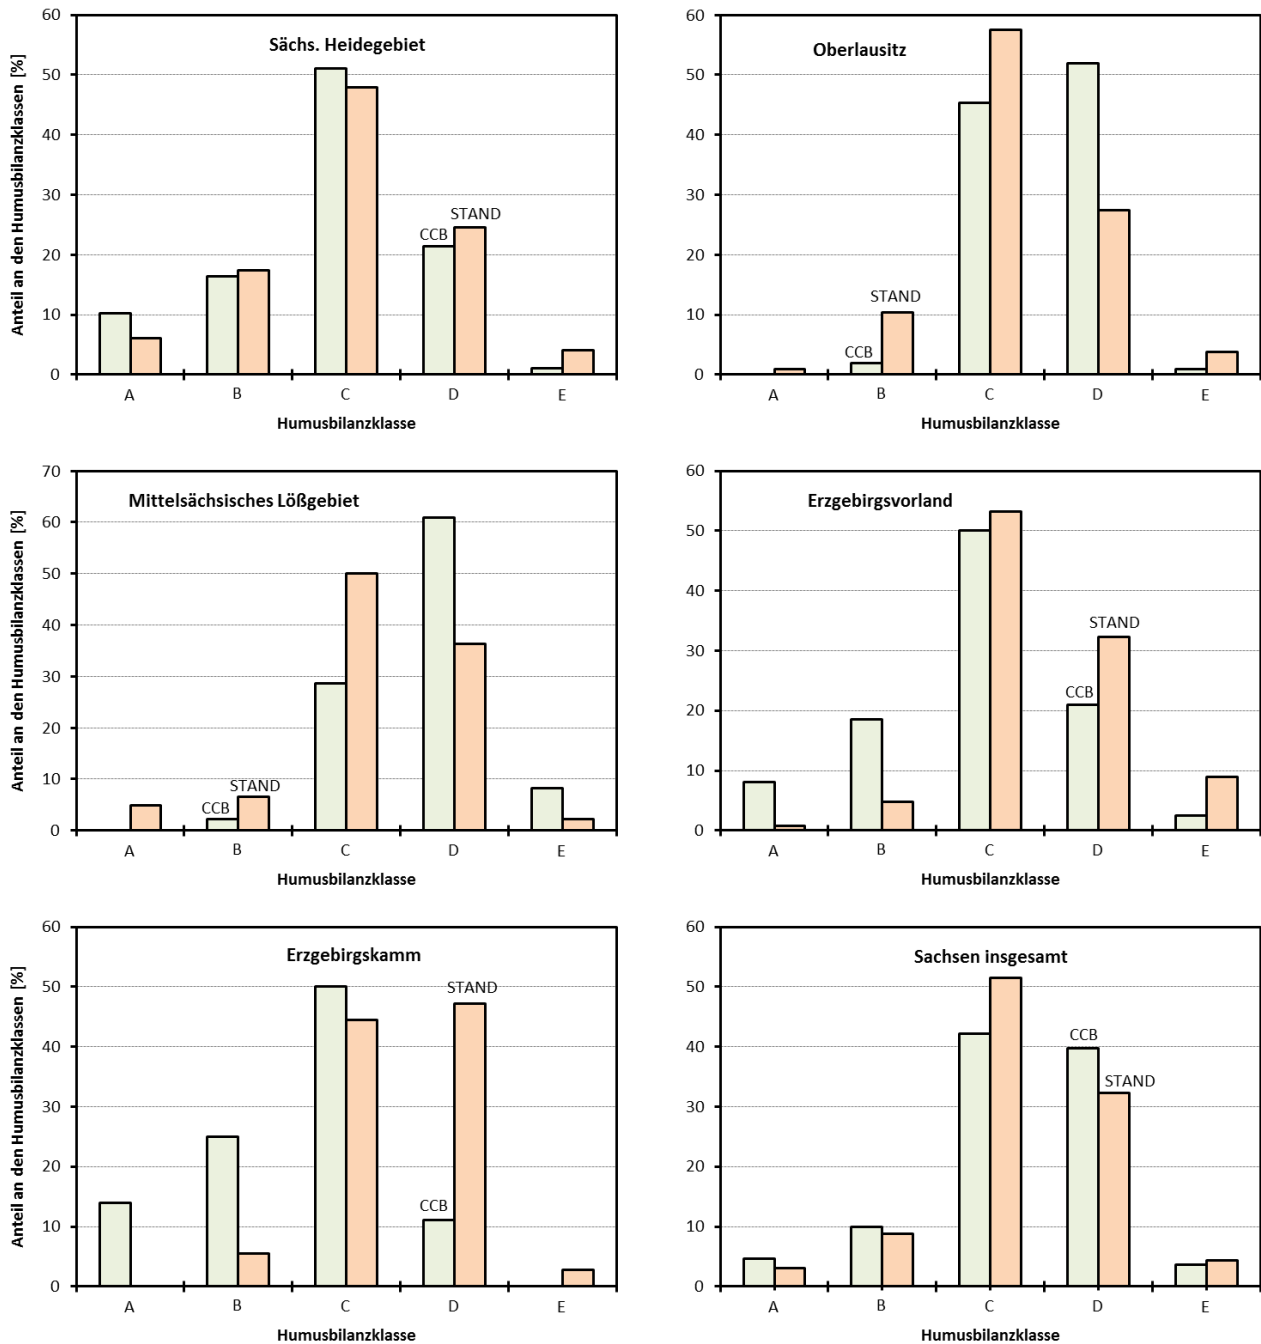 Sächs. Heidegebiet
Anteil an den Humusbilanzklassen [%]
60
50
40
30
20
10
0
CCB
STAND
A B C D E
Humusbilanzklasse
Oberlausitz
60
50
40
30
20
10
0
CCB
STAND
A B C D E
Humusbilanzklasse
Mittelsächsisches Lößgebiet
Anteil an den Humusbilanzklassen [%]
70
60
50
40
30
20
10
0
CCB
STAND
A B C D E
Humusbilanzklasse
Erzgebirgsvorland
60
50
40
30
20
10
0
CCB
STAND
A B C D E
Humusbilanzklasse
Erzgebirgskamm
Anteil an den Humusbilanzklassen [%]
60
50
40
30
20
10
0
CCB
STAND
A B C D E
Humusbilanzklasse
Sachsen insgesamt
60
50
40
30
20
10
0
CCB
STAND
A B C D E
Humusbilanzklasse